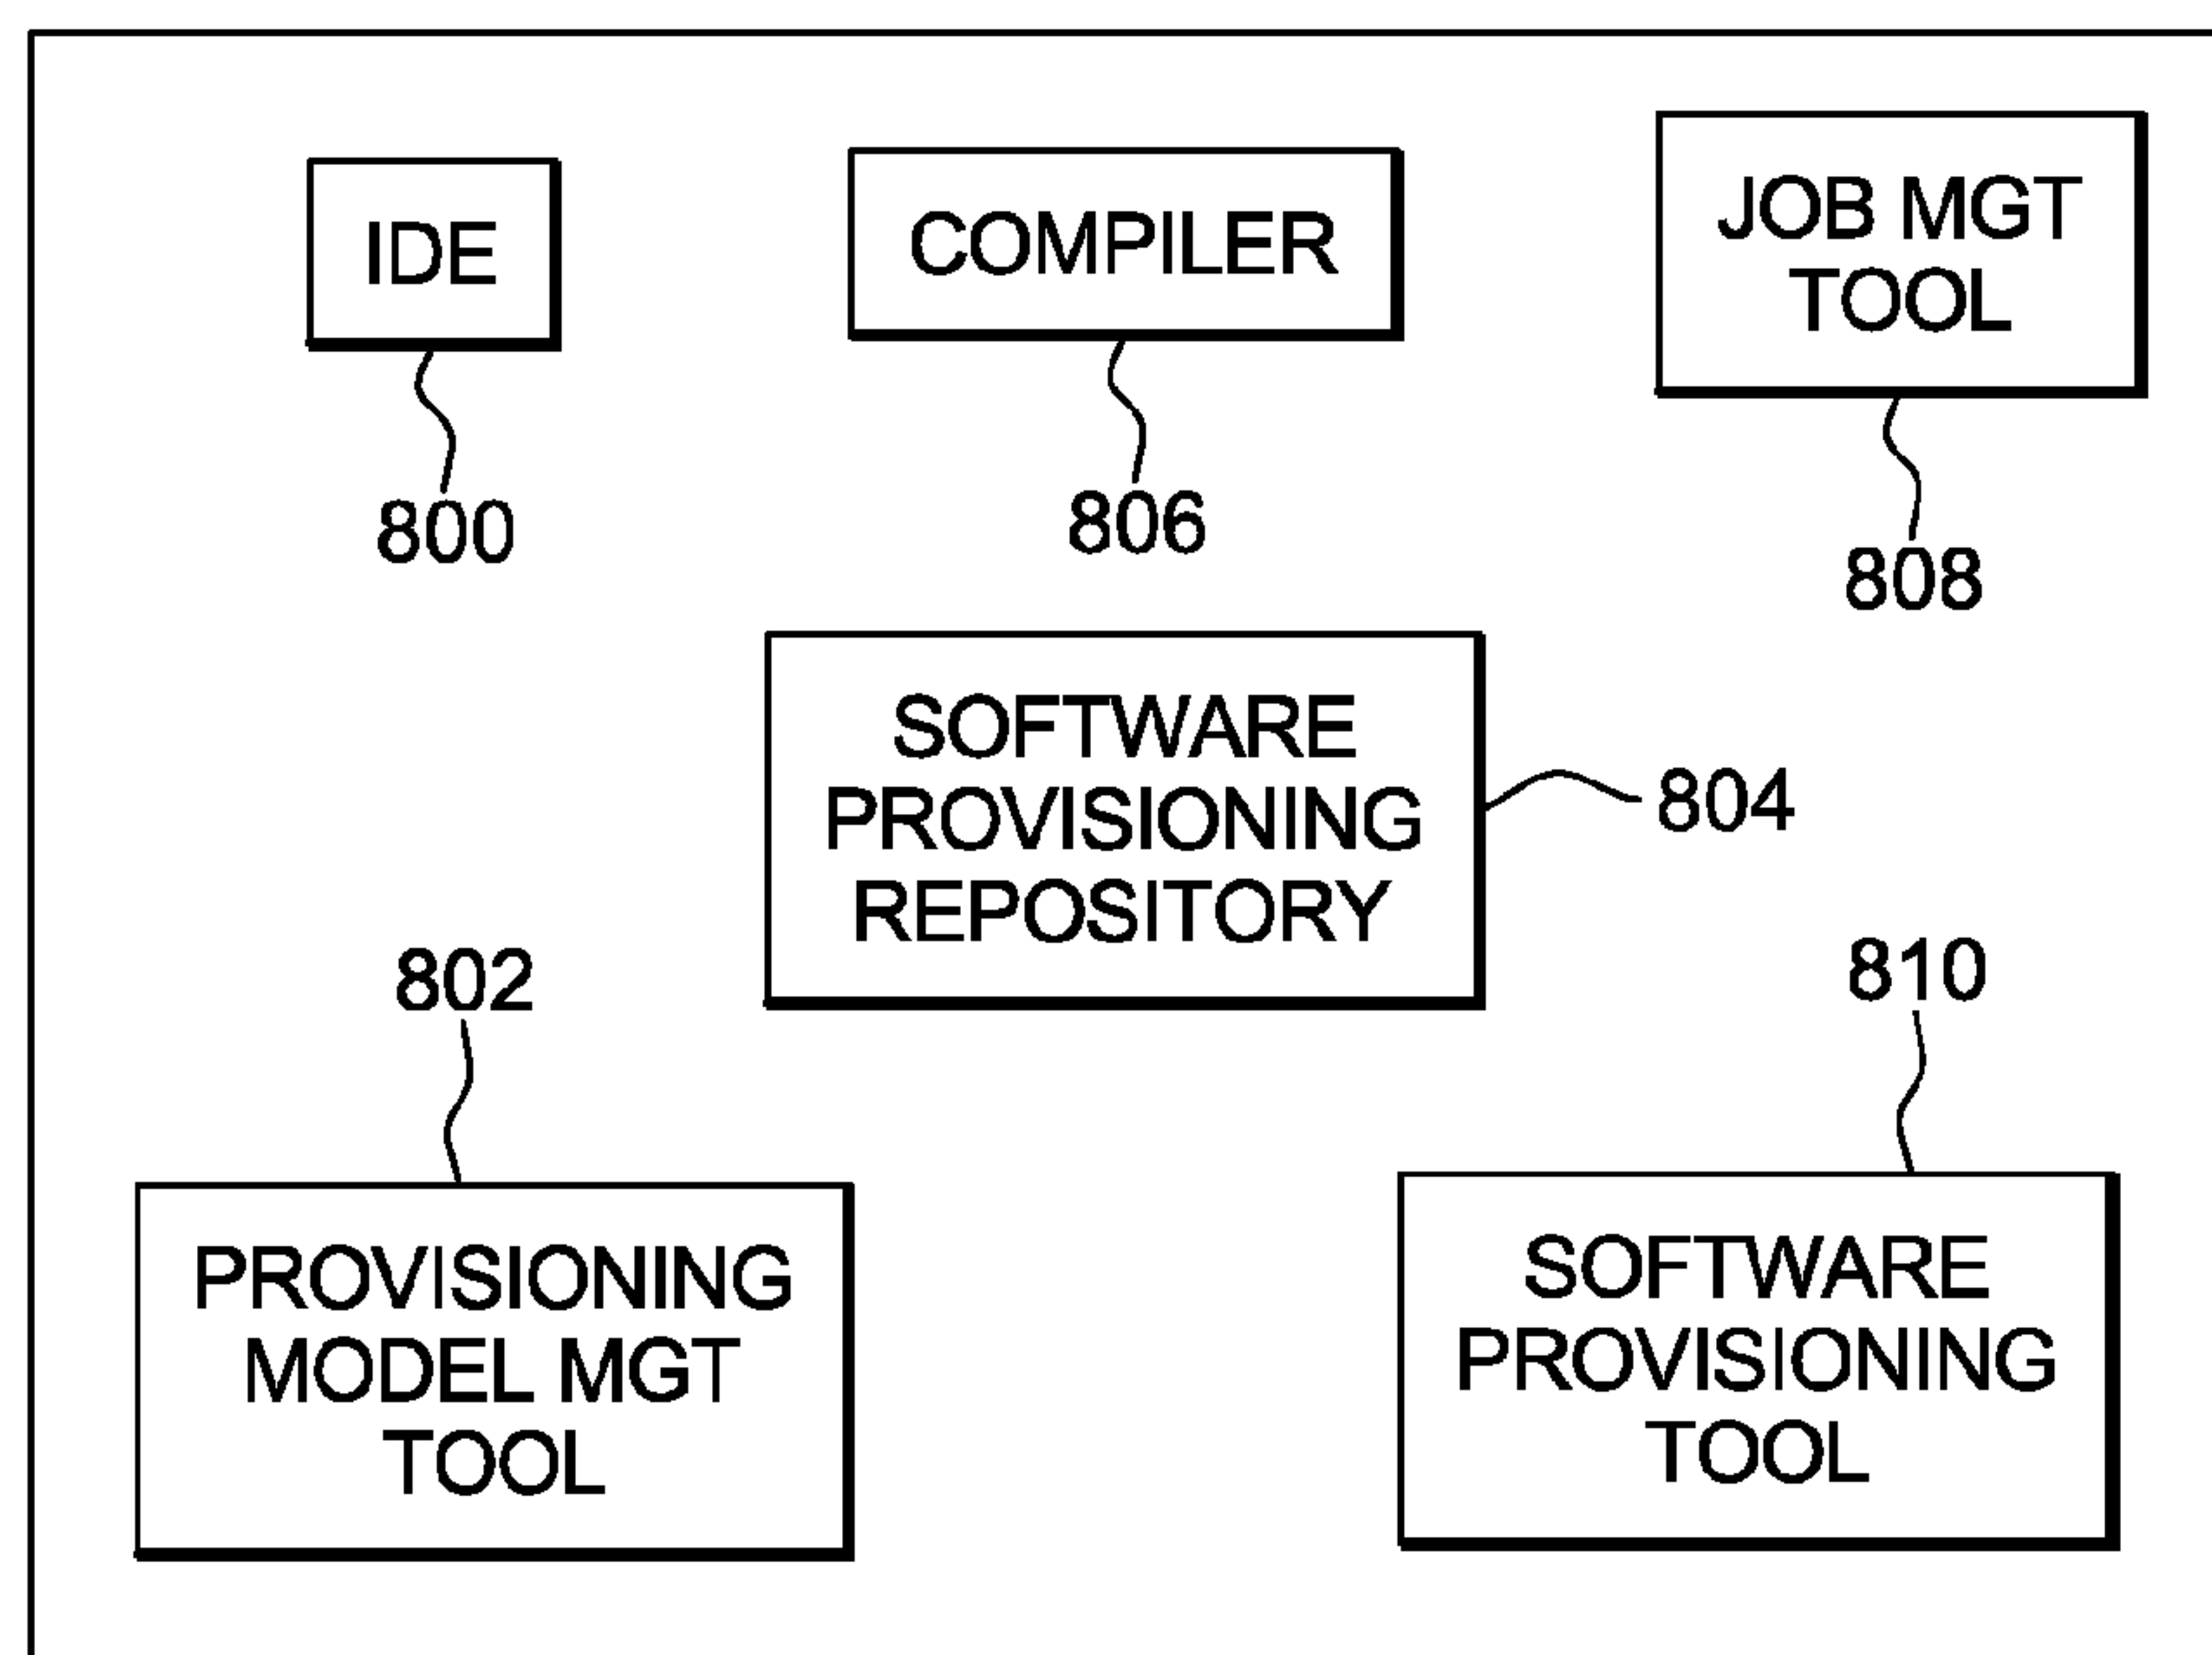 IDE
800
COMPILER
806
JOB MGT
TOOL
808
SOFTWARE
PROVISIONING
REPOSITORY
804
802
PROVISIONING
MODEL MGT
TOOL
810
SOFTWARE
PROVISIONING
TOOL